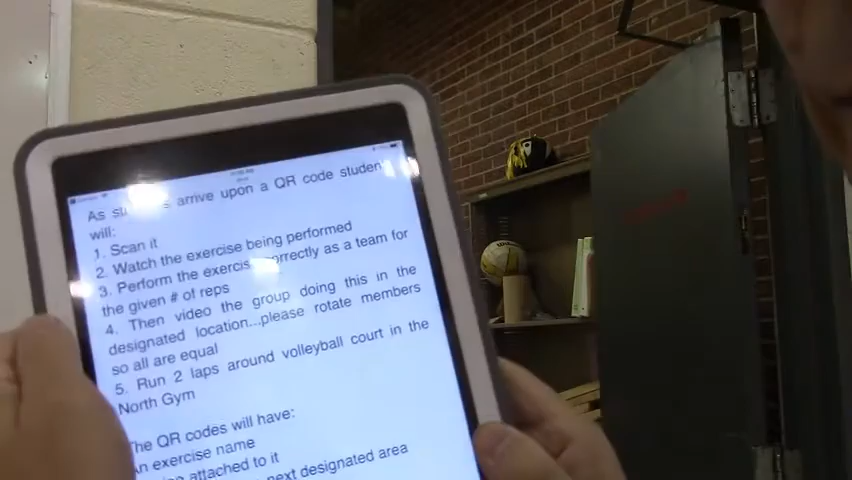 As arrive upon a QR code student
will:
1. Scan it
2. Watch the exercise being performed
3. Perform the exercise correctly as a team for
the given # of reps
4. Then video the group doing this in the
designated location...please rotate members
so all are equal
5. Run 2 laps around volleyball court in the
North Gym
The QR codes will have:
An exercise name
attached to it
next designated area